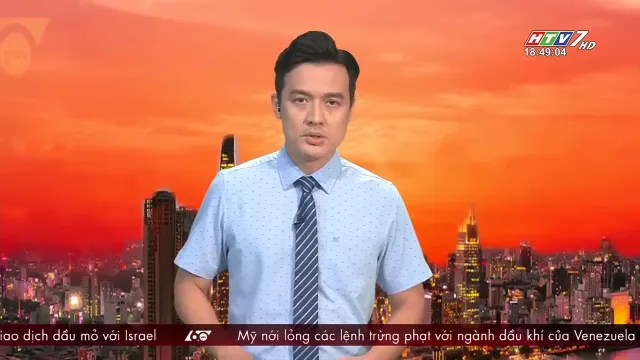 HTV7 HD
18:49:04
iao dịch dầu mỏ với Israel 60 Mỹ nới lỏng các lệnh trừng phạt với ngành dầu khí của Venezuela